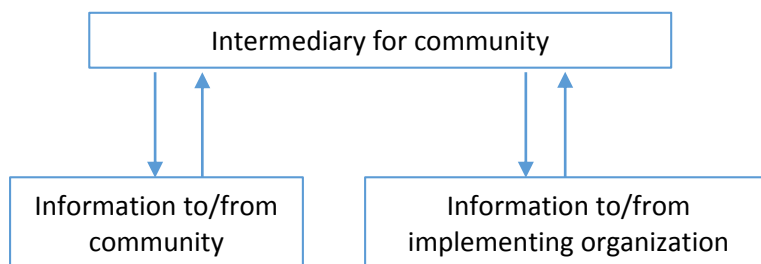 Intermediary for community
Information to/from
community
Information to/from
implementing organization